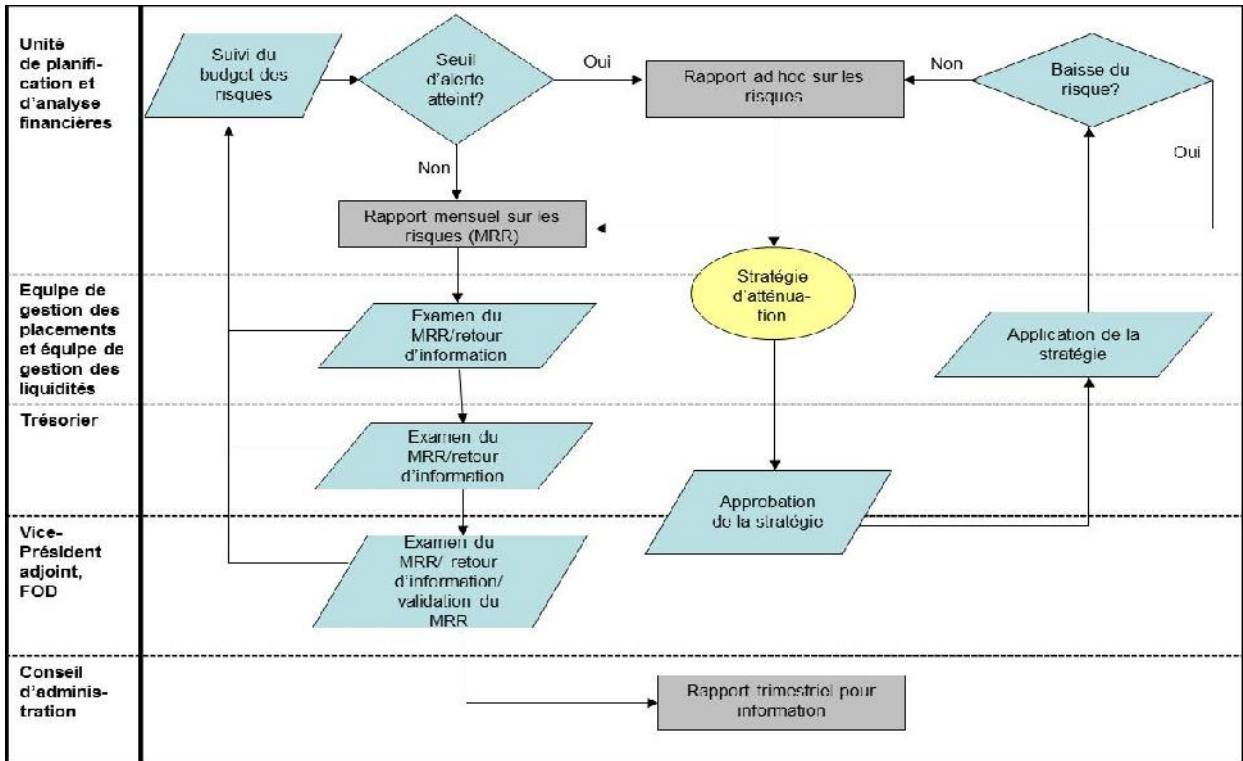 Unité
de planifi-
cation et
d'analyse
financières
Suivi du
budget des
risques
Seuil
d'alerte
atteint?
Oui
Rapport ad hoc sur les
risques
Non
Baisse du
risque?
Oui
Non
Rapport mensuel sur les
risques (MRR)
Equipe de
gestion des
placements
et équipe de
gestion des
liquidités
Examen du
MRR/retour
d'information
Stratégie
d'atténua-
tion
Application de la
stratégie
Trésorier
Examen du
MRR/retour
d'information
Approbation
de la stratégie
Vice-
Président
adjoint,
FOD
Examen du
MRR/ retour
d'information/
validation du
MRR
Conseil
d'adminis-
tration
Rapport trimestriel pour
information